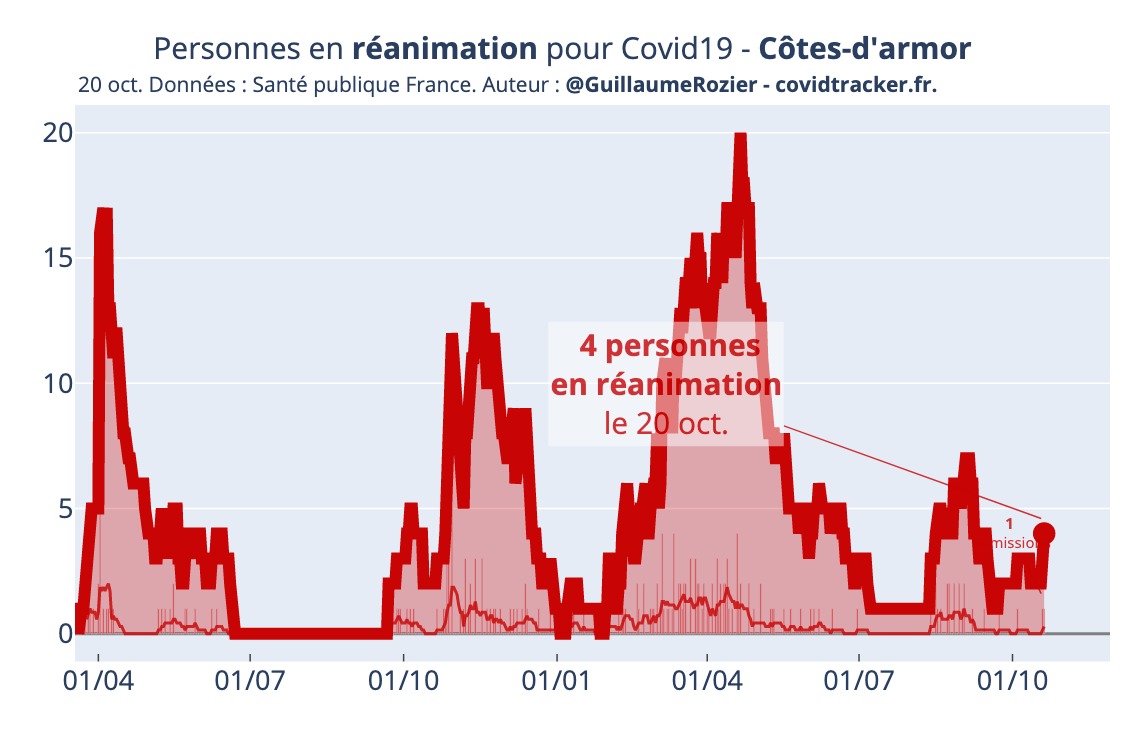 Personnes en réanimation pour Covid19 - Côtes-d'armor
20 oct. Données : Santé publique France. Auteur : @GuillaumeRozier - covidtracker.fr.
20
15
10
5
0
4 personnes
en réanimation
le 20 oct.
1
01/04
01/07
01/10
01/01
01/04
01/07
01/10